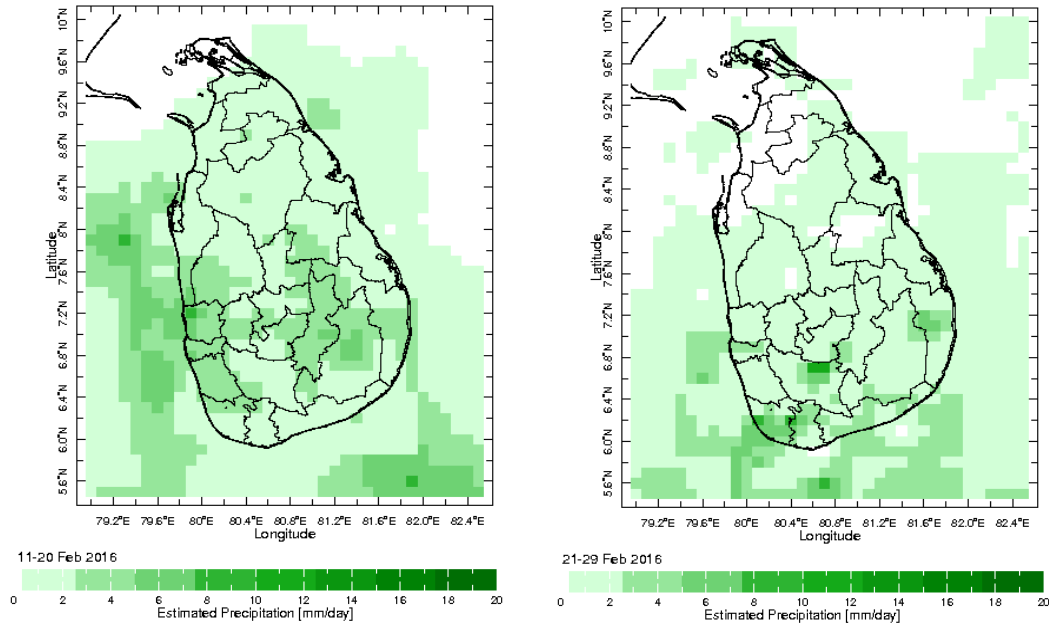 10°N
9.6°N
9.2°N
8.8°N
8.4°N
8°N
7.6°N
7.2°N
6.8°N
6.4°N
6.0°N
5.6°N
Latitude
79.2°E 79.6°E 80°E 80.4°E 80.8°E 81.2°E 81.6°E 82.0°E 82.4°E
Longitude
11-20 Feb 2016
0 2 4 6 8 10 12 14 16 18 20
Estimated Precipitation [mm/day]
10°N
9.6°N
9.2°N
8.8°N
8.4°N
8°N
7.6°N
7.2°N
6.8°N
6.4°N
6.0°N
5.6°N
Latitude
79.2°E 79.6°E 80°E 80.4°E 80.8°E 81.2°E 81.6°E 82.0°E 82.4°E
Longitude
21-29 Feb 2016
0 2 4 6 8 10 12 14 16 18 20
Estimated Precipitation [mm/day]